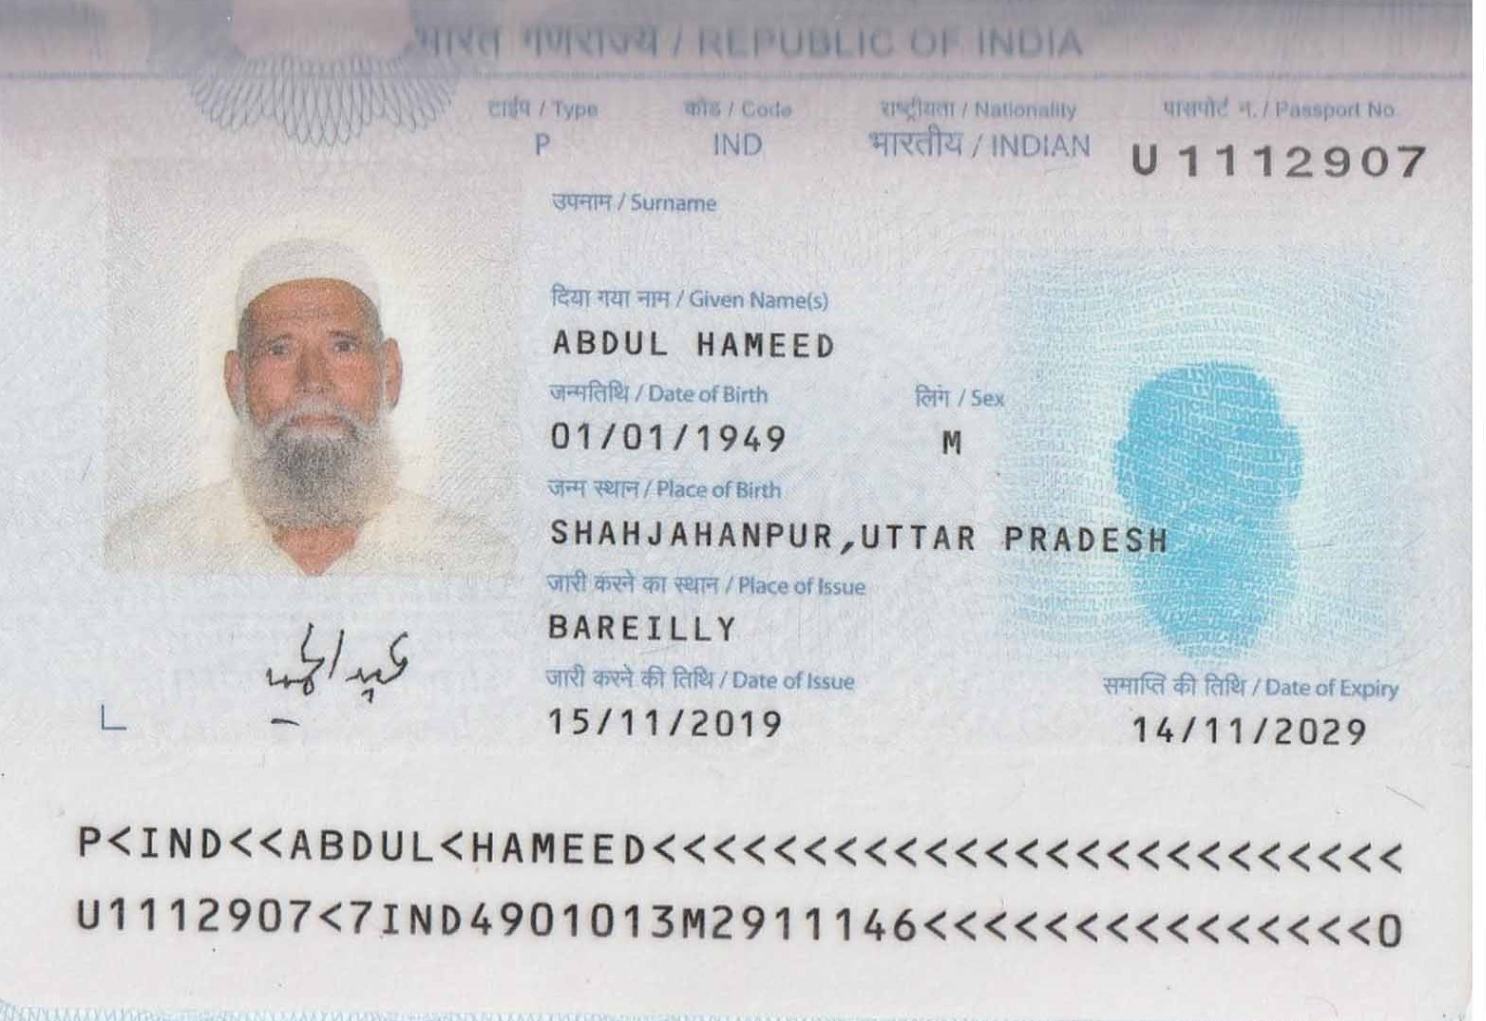 भारत गणराज्य / REPUBLIC OF INDIA
टाईप / Type कोड / Code राष्ट्रीयता / Nationality पासपोर्ट न. / Passport No.
P IND भारतीय / INDIAN U1112907
उपनाम / Surname
दिया गया नाम / Given Name(s)
ABDUL HAMEED
जन्मतिथि / Date of Birth लिंग / Sex
01/01/1949 M
जन्म स्थान / Place of Birth
SHAHJAHANPUR,UTTAR PRADESH
जारी करने का स्थान / Place of Issue
BAREILLY
जारी करने की तिथि / Date of Issue समाप्ति की तिथि / Date of Expiry
15/11/2019 14/11/2029
عبدالحمید
P<IND<<ABDUL<HAMEED<<<<<<<<<<<<<<<<<<<<<<<<<
U1112907<7IND4901013M2911146<<<<<<<<<<<<<<<0